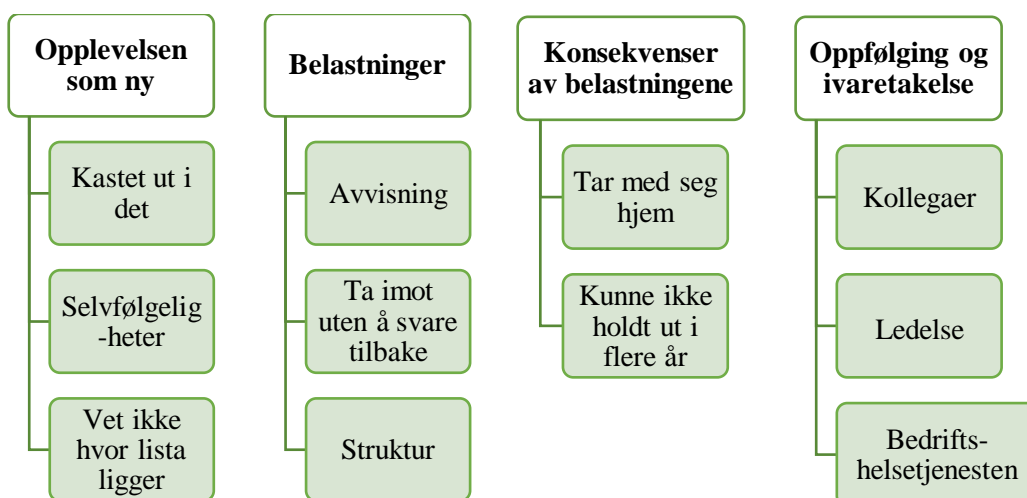 Opplevelsen
som ny
Kastet ut i
det
Selvfølgelig
-heter
Vet ikke
hvor lista
ligger
Belastninger
Avvisning
Ta imot
uten å svare
tilbake
Struktur
Konsekvenser
av belastningene
Tar med seg
hjem
Kunne ikke
holdt ut i
flere år
Oppfølging og
ivaretakelse
Kollegaer
Ledelse
Bedrifts-
helsetjenesten